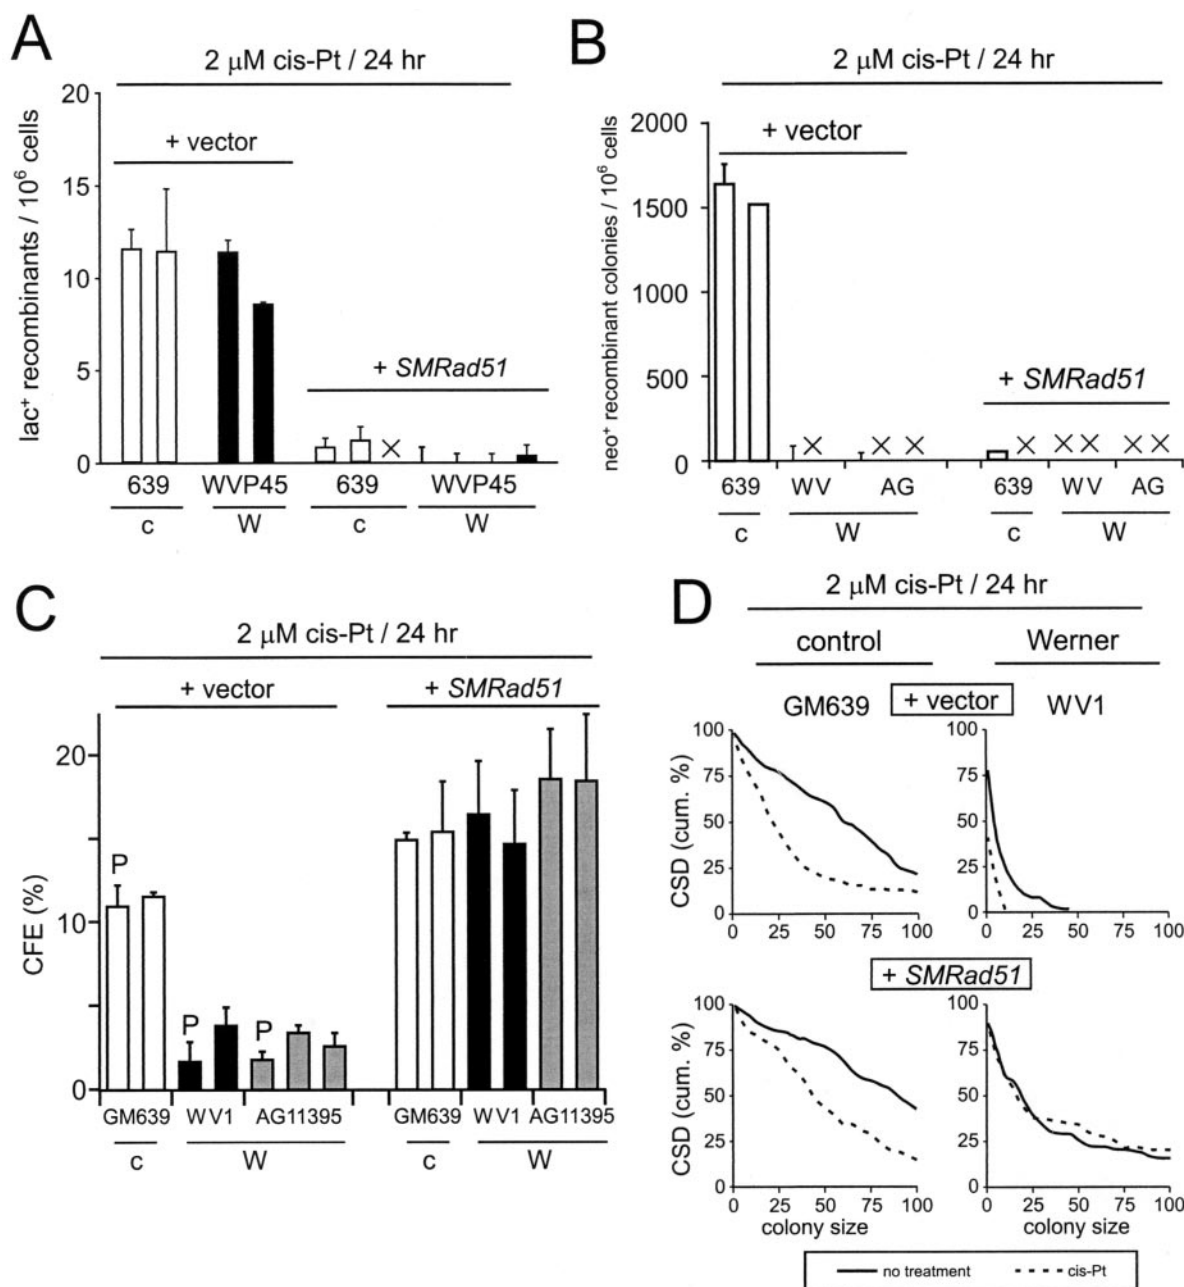 A
2 μM cis-Pt / 24 hr
20
+ vector
15
lac⁺ recombinants / 10⁶ cells
10
5
+ SMRad51
0
639 WVP45 639 WVP45
c W c W
B
2 μM cis-Pt / 24 hr
2000
+ vector
1500
neo⁺ recombinant colonies / 10⁶ cells
1000
500
+ SMRad51
0
639 WV AG 639 WV AG
c W c W
C
2 μM cis-Pt / 24 hr
+ vector + SMRad51
20
P
10
CFE (%)
P P
0
GM639 WV1 AG11395 GM639 WV1 AG11395
c W c W
D
2 μM cis-Pt / 24 hr
control Werner
GM639 + vector WV1
100 100
75 75
CSD (cum. %)
50 50
25 25
0 0
0 25 50 75 100 0 25 50 75 100
+ SMRad51
100 100
75 75
CSD (cum. %)
50 50
25 25
0 0
0 25 50 75 100 0 25 50 75 100
colony size colony size
no treatment cis-Pt